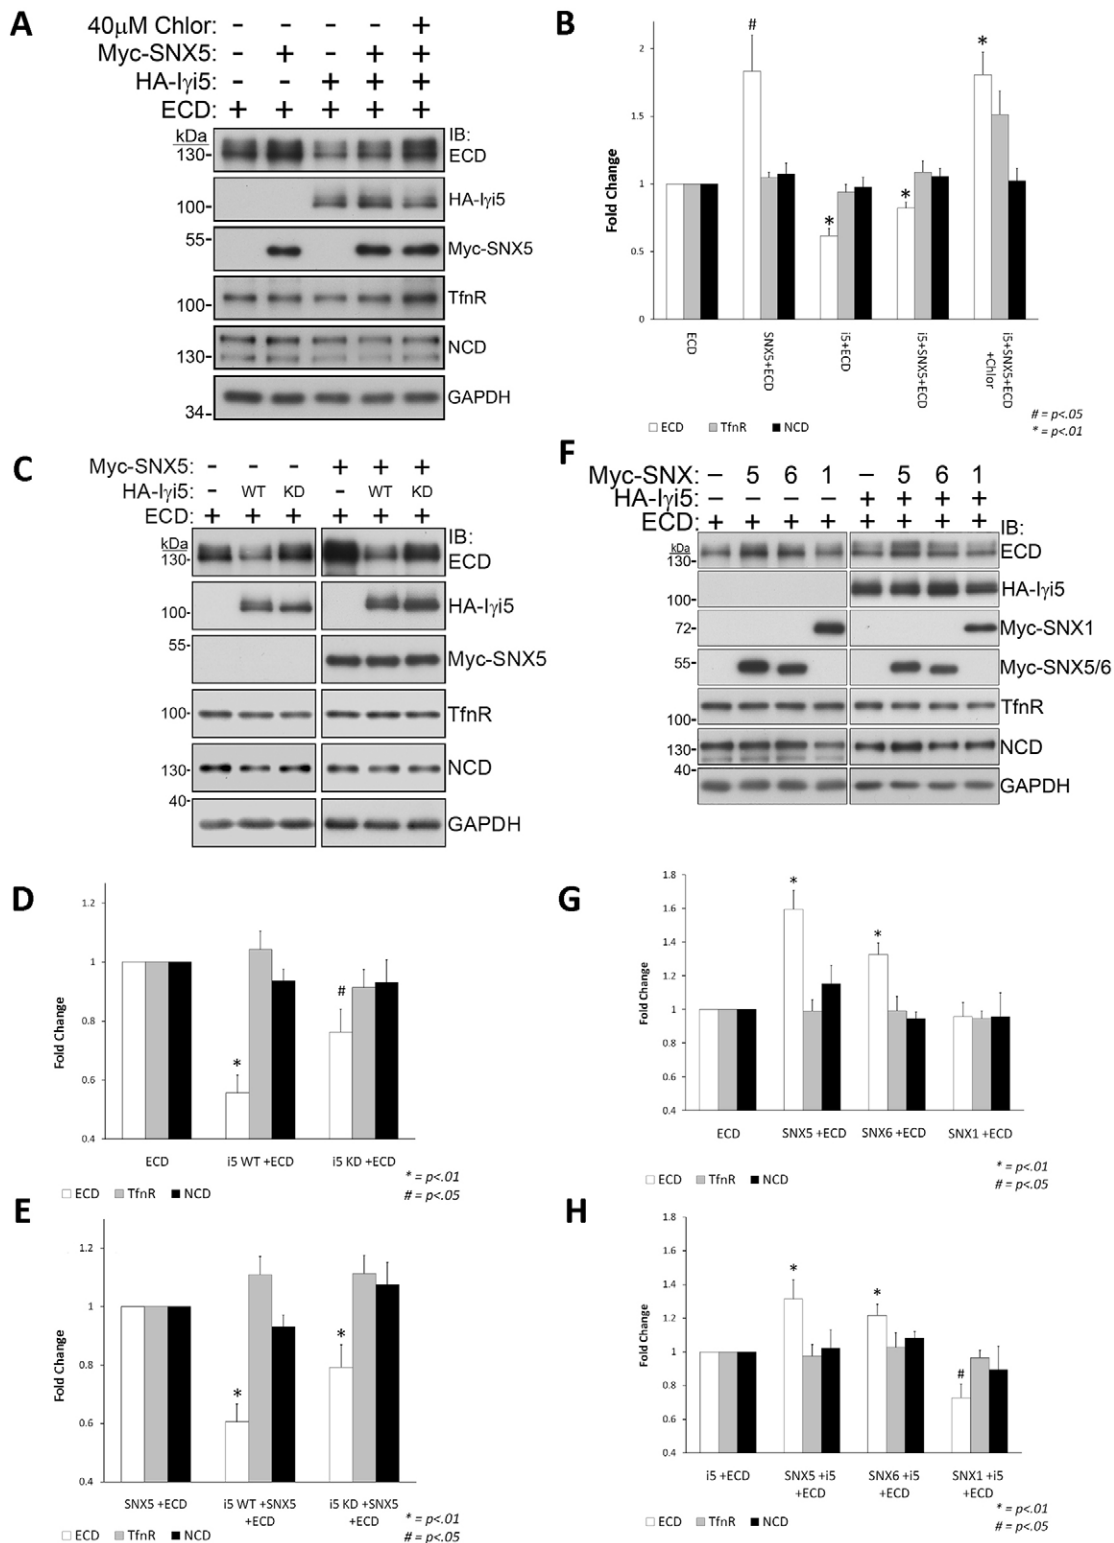 A
40μM Chlor: - - - - +
Myc-SNX5: - + - + +
HA-Iγi5: - - + + +
ECD: + + + + +
kDa
IB:
130- ECD
100- HA-Iγi5
55- Myc-SNX5
100- TfnR
130- NCD
34- GAPDH
B
Fold Change
2
1
0.5
0
#
*
*
*
ECD
SNX5+ECD
i5+ECD
i5+SNX5+ECD
i5+SNX5+ECD
+Chlor
ECD TfnR NCD
# = p<.05
* = p<.01
C
Myc-SNX5: - - - + + +
HA-Iγi5: - WT KD - WT KD
ECD: + + + + + +
kDa
IB:
130- ECD
100- HA-Iγi5
55- Myc-SNX5
100- TfnR
130- NCD
40- GAPDH
F
Myc-SNX: - 5 6 1 - 5 6 1
HA-Iγi5: - - - - + + + +
ECD: + + + + + + + +
kDa
IB:
130- ECD
100- HA-Iγi5
72- Myc-SNX1
55- Myc-SNX5/6
100- TfnR
130- NCD
40- GAPDH
D
Fold Change
1.2
1
0.8
0.6
0.4
*
#
ECD i5 WT +ECD i5 KD +ECD
ECD TfnR NCD
* = p<.01
# = p<.05
G
Fold Change
1.8
1.6
1.4
1.2
1
0.8
0.6
0.4
*
*
ECD SNX5 +ECD SNX6 +ECD SNX1 +ECD
ECD TfnR NCD
* = p<.01
# = p<.05
E
Fold Change
1.2
1
0.8
0.6
0.4
*
*
SNX5 +ECD i5 WT +SNX5 i5 KD +SNX5
+ECD +ECD
ECD TfnR NCD
* = p<.01
# = p<.05
H
Fold Change
1.8
1.6
1.4
1.2
1
0.8
0.6
0.4
*
*
#
i5 +ECD SNX5 +i5 SNX6 +i5 SNX1 +i5
+ECD +ECD +ECD
ECD TfnR NCD
* = p<.01
# = p<.05